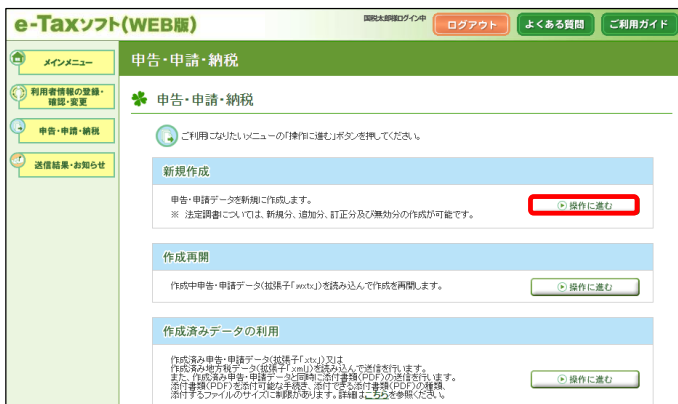 e-Taxソフト(WEB版)
国税太郎様ログイン中
ログアウト
よくある質問
ご利用ガイド
メインメニュー
利用者情報の登録・
確認・変更
申告・申請・納税
送信結果・お知らせ
申告・申請・納税
申告・申請・納税
ご利用になりたいメニューの「操作に進む」ボタンを押してください。
新規作成
申告・申請データを新規に作成します。
※ 法定調書については、新規分、追加分、訂正分及び無効分の作成が可能です。
操作に進む
作成再開
作成中申告・申請データ(拡張子「.wxtx」)を読み込んで作成を再開します。
操作に進む
作成済みデータの利用
作成済み申告・申請データ(拡張子「.xtx」)又は
作成済み地方税データ(拡張子「.xml」)を読み込んで送信を行います。
また、作成済み申告・申請データと同時に添付書類(PDF)の送信を行います。
添付書類(PDF)を添付可能な手続き、添付できる添付書類(PDF)の種類、
添付するファイルのサイズに制限があります。詳細はこちらを参照ください。
操作に進む